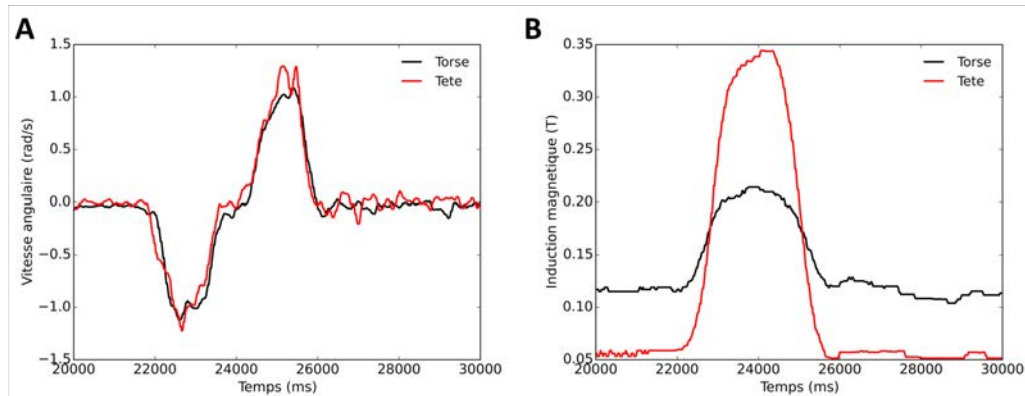 A
1.5
1.0
0.5
0.0
−0.5
−1.0
−1.5
Vitesse angulaire (rad/s)
Torse
Tete
20000 22000 24000 26000 28000 30000
Temps (ms)
B
0.35
0.30
0.25
0.20
0.15
0.10
0.05
Induction magnetique (T)
Torse
Tete
20000 22000 24000 26000 28000 30000
Temps (ms)